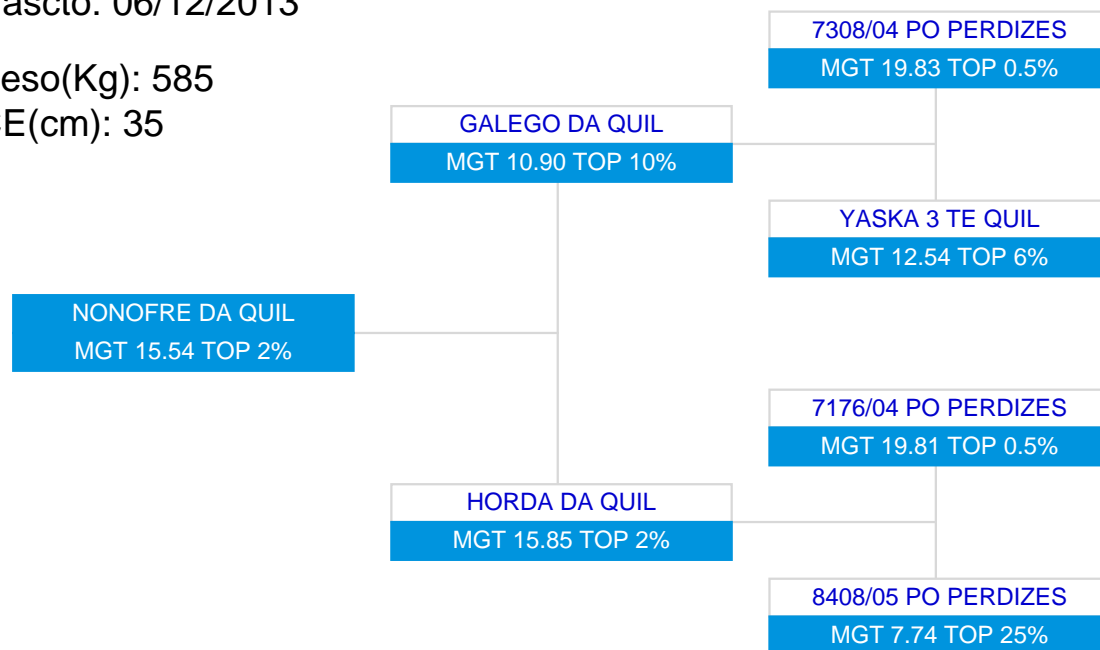 ascto: 06/12/2013
eso(Kg): 585
E(cm): 35
7308/04 PO PERDIZES
MGT 19.83 TOP 0.5%
GALEGO DA QUIL
MGT 10.90 TOP 10%
YASKA 3 TE QUIL
MGT 12.54 TOP 6%
NONOFRE DA QUIL
MGT 15.54 TOP 2%
7176/04 PO PERDIZES
MGT 19.81 TOP 0.5%
HORDA DA QUIL
MGT 15.85 TOP 2%
8408/05 PO PERDIZES
MGT 7.74 TOP 25%